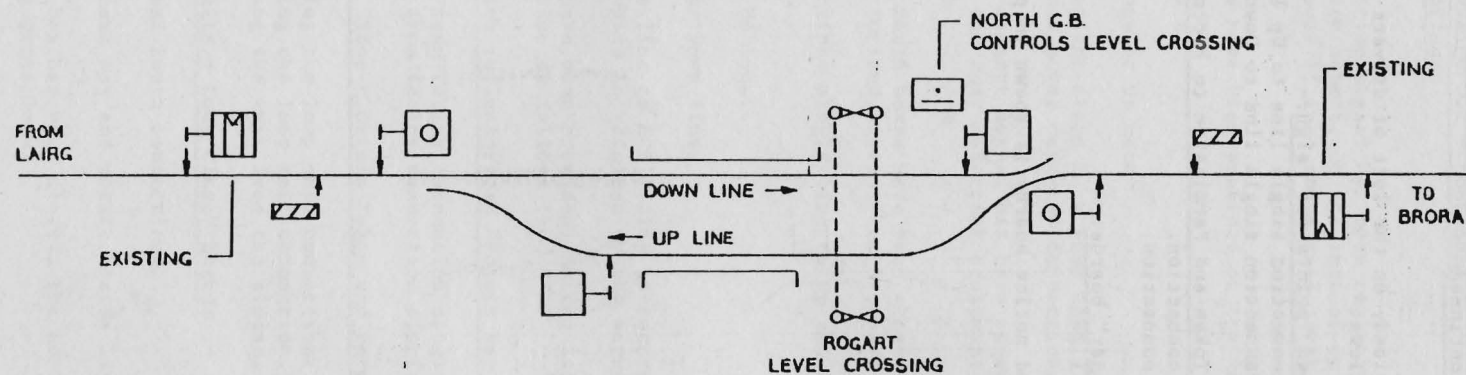 NORTH G.B.
CONTROLS LEVEL CROSSING
EXISTING
FROM
LAIRG
DOWN LINE
TO
BRORA
UP LINE
EXISTING
ROGART
LEVEL CROSSING